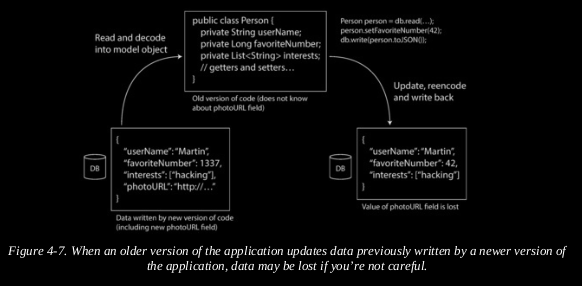 public class Person {
private String userName;
private Long favoriteNumber;
private List<String> interests;
// getters and setters…
}
Person person = db.read(…);
person.setFavoriteNumber(42);
db.write(person.toJSON());
Read and decode
into model object
Old version of code (does not know
about photoURL field)
Update, reencode
and write back
DB
{
"userName": "Martin",
"favoriteNumber": 1337,
"interests": ["hacking"],
"photoURL": "http://…"
}
Data written by new version of code
(including new photoURL field)
DB
{
"userName": "Martin",
"favoriteNumber": 42,
"interests": ["hacking"]
}
Value of photoURL field is lost
Figure 4-7. When an older version of the application updates data previously written by a newer version of
the application, data may be lost if you're not careful.